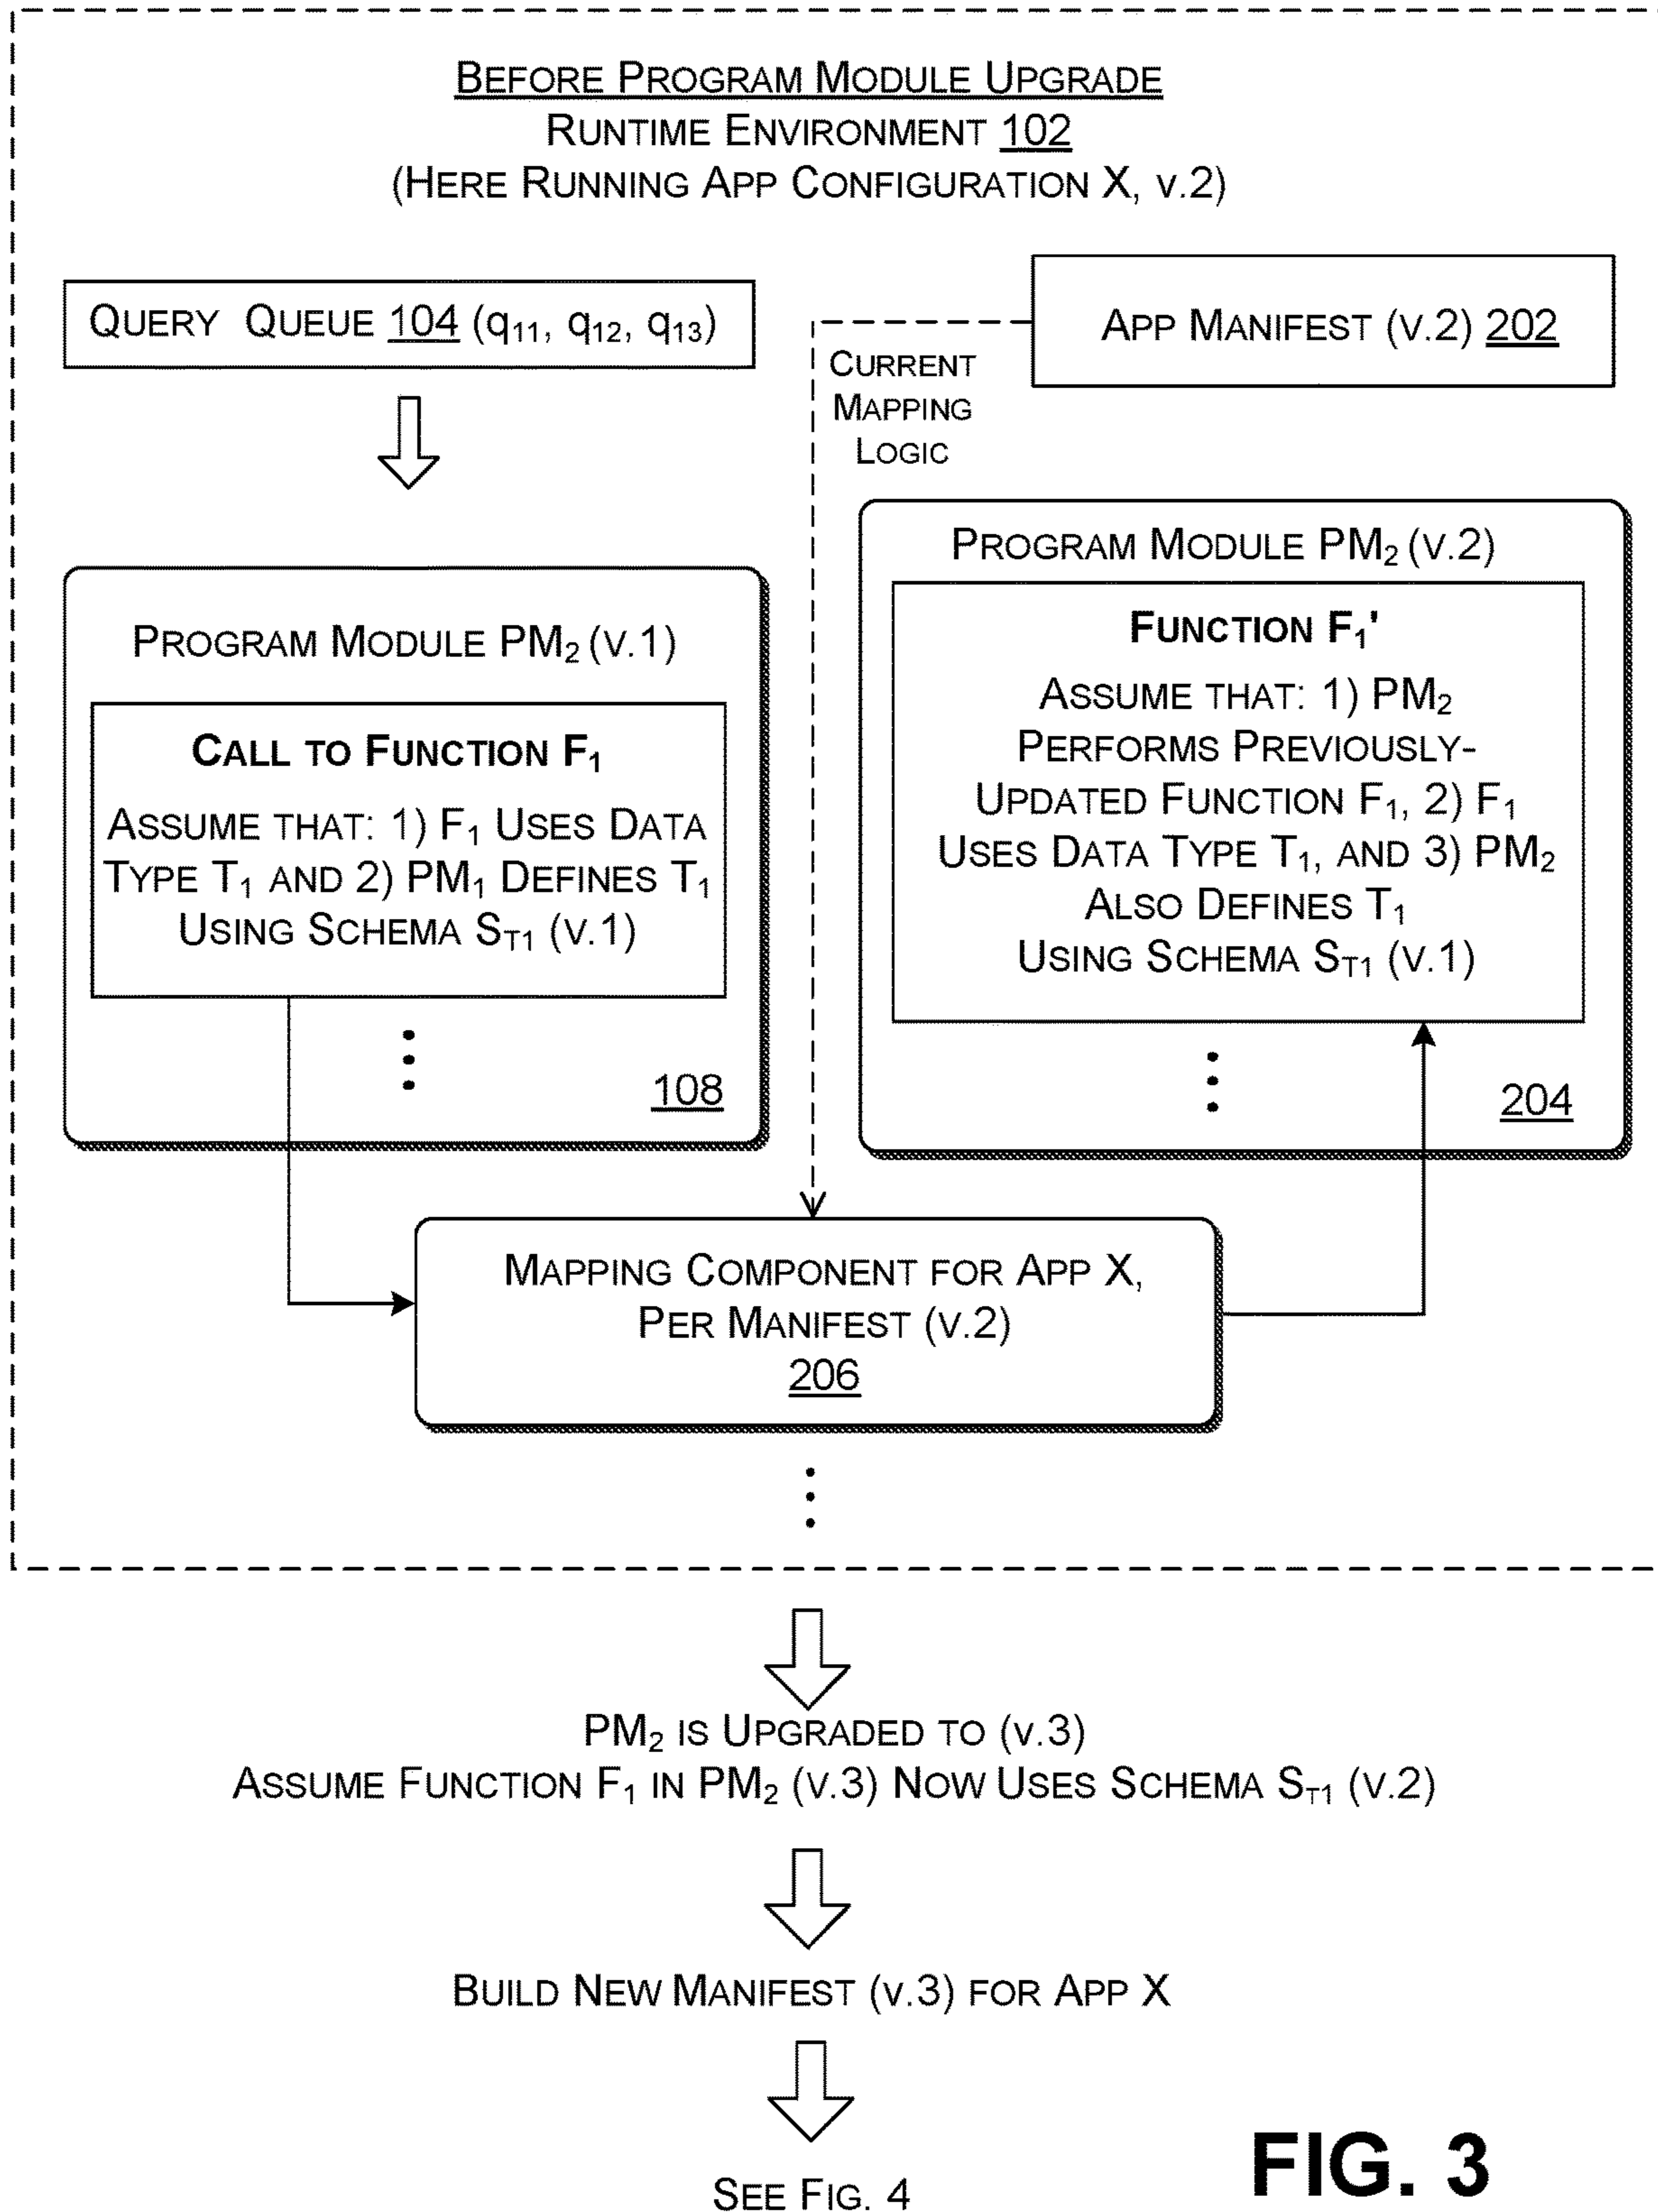 BEFORE PROGRAM MODULE UPGRADE
RUNTIME ENVIRONMENT 102
(HERE RUNNING APP CONFIGURATION X, V.2)
QUERY QUEUE 104 (q11, q12, q13)
APP MANIFEST (V.2) 202
CURRENT
MAPPING
LOGIC
PROGRAM MODULE PM2 (V.1)
CALL TO FUNCTION F1
ASSUME THAT: 1) F1 USES DATA
TYPE T1 AND 2) PM1 DEFINES T1
USING SCHEMA ST1 (V.1)
108
PROGRAM MODULE PM2 (V.2)
FUNCTION F1'
ASSUME THAT: 1) PM2
PERFORMS PREVIOUSLY-
UPDATED FUNCTION F1, 2) F1
USES DATA TYPE T1, AND 3) PM2
ALSO DEFINES T1
USING SCHEMA ST1 (V.1)
204
MAPPING COMPONENT FOR APP X,
PER MANIFEST (V.2)
206
PM2 IS UPGRADED TO (V.3)
ASSUME FUNCTION F1 IN PM2 (V.3) NOW USES SCHEMA ST1 (V.2)
BUILD NEW MANIFEST (V.3) FOR APP X
SEE FIG. 4
FIG. 3